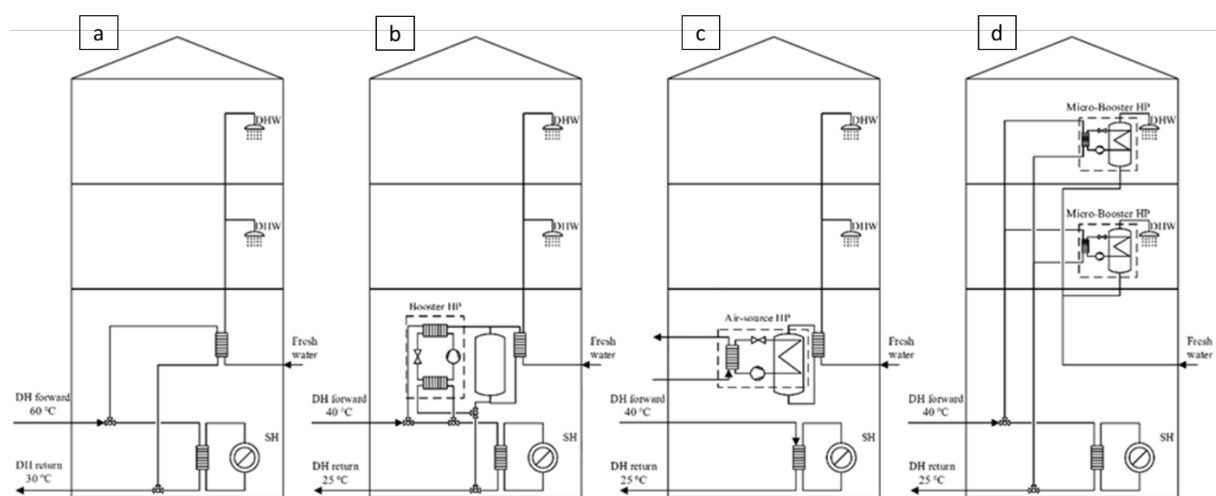 a
DHW
DHW
Fresh
water
DH forward
60 °C
SH
DH return
30 °C
b
DHW
DHW
Booster HP
Fresh
water
DH forward
40 °C
SH
DH return
25 °C
c
DHW
DHW
Air-source HP
Fresh
water
DH forward
40 °C
SH
DH return
25 °C
d
Micro-Booster HP
DHW
Micro-Booster HP
DHW
Fresh
water
DH forward
40 °C
SH
DH return
25 °C